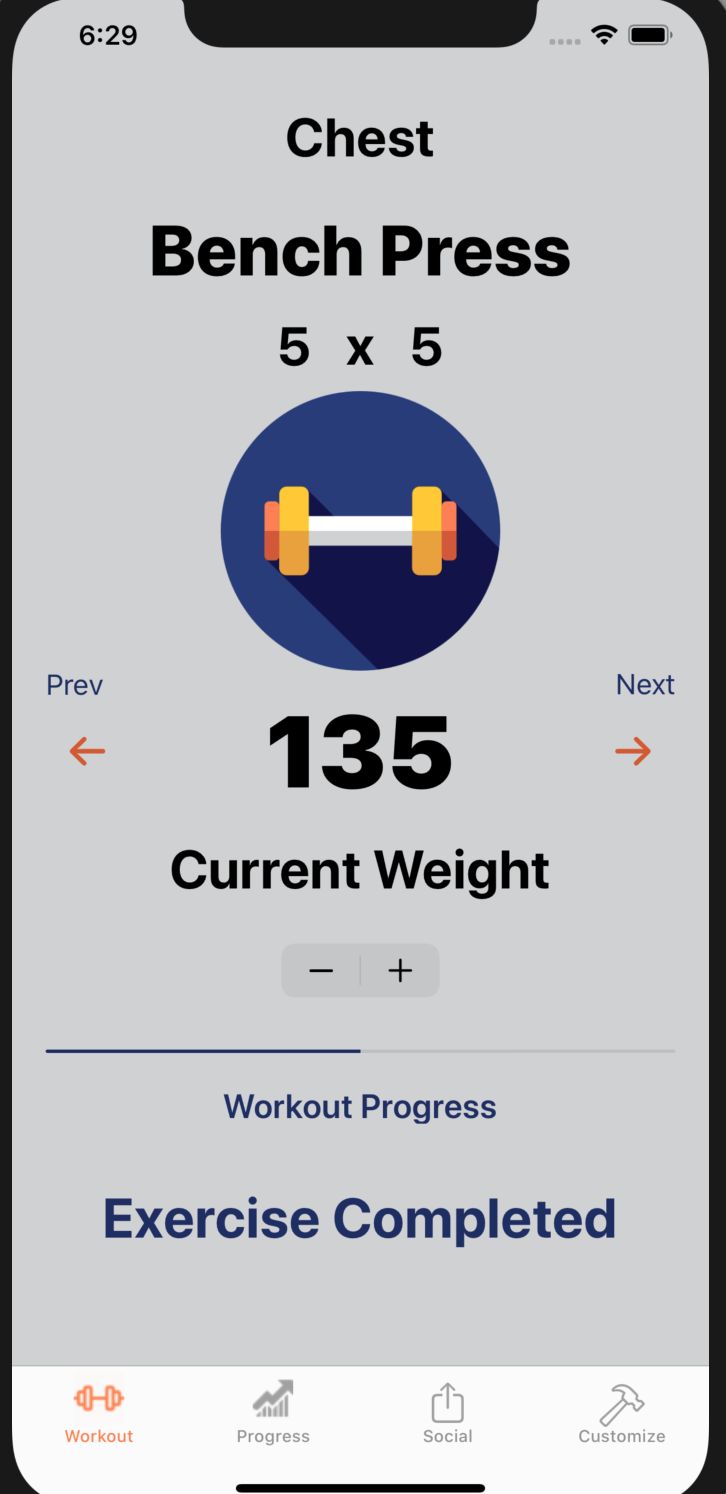 6:29
Chest
Bench Press
5 x 5
Prev
Next
135
Current Weight
− +
Workout Progress
Exercise Completed
Workout Progress Social Customize